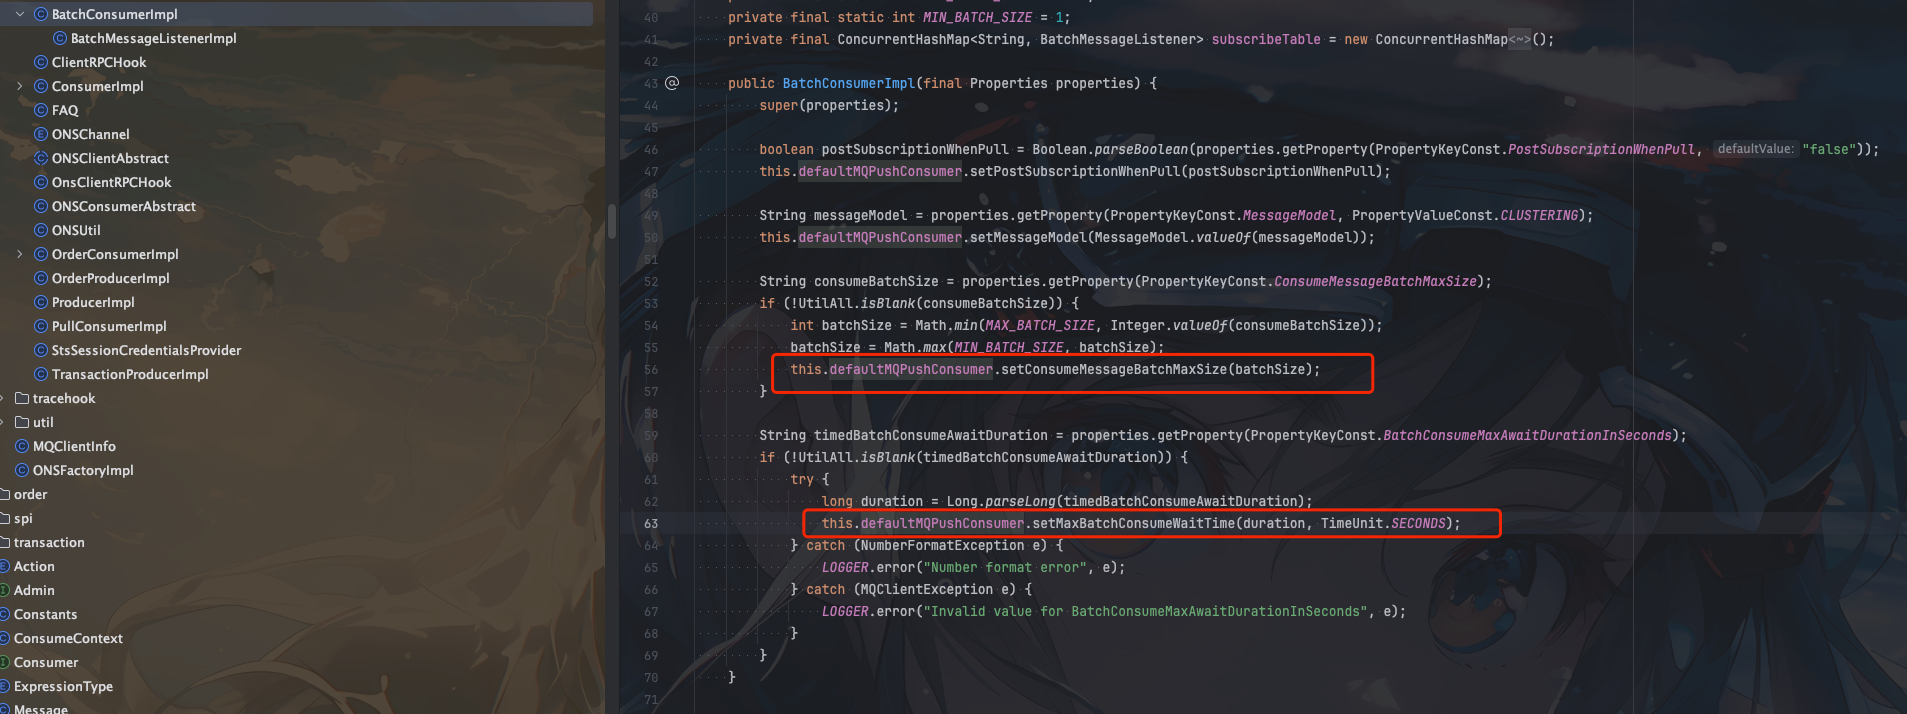 BatchConsumerImpl
BatchMessageListenerImpl
ClientRPCHook
ConsumerImpl
FAQ
ONSChannel
ONSClientAbstract
OnsClientRPCHook
ONSConsumerAbstract
ONSUtil
OrderConsumerImpl
OrderProducerImpl
ProducerImpl
PullConsumerImpl
StsSessionCredentialsProvider
TransactionProducerImpl
tracehook
util
MQClientInfo
ONSFactoryImpl
order
spi
transaction
Action
Admin
Constants
ConsumeContext
Consumer
ExpressionType
Message
40 private final static int MIN_BATCH_SIZE = 1;
41 private final ConcurrentHashMap<String, BatchMessageListener> subscribeTable = new ConcurrentHashMap<~>();
42
43 public BatchConsumerImpl(final Properties properties) {
44 super(properties);
45
46 boolean postSubscriptionWhenPull = Boolean.parseBoolean(properties.getProperty(PropertyKeyConst.PostSubscriptionWhenPull, defaultValue: "false"));
47 this.defaultMQPushConsumer.setPostSubscriptionWhenPull(postSubscriptionWhenPull);
48
49 String messageModel = properties.getProperty(PropertyKeyConst.MessageModel, PropertyValueConst.CLUSTERING);
50 this.defaultMQPushConsumer.setMessageModel(MessageModel.valueOf(messageModel));
51
52 String consumeBatchSize = properties.getProperty(PropertyKeyConst.ConsumeMessageBatchMaxSize);
53 if (!UtilAll.isBlank(consumeBatchSize)) {
54 int batchSize = Math.min(MAX_BATCH_SIZE, Integer.valueOf(consumeBatchSize));
55 batchSize = Math.max(MIN_BATCH_SIZE, batchSize);
56 this.defaultMQPushConsumer.setConsumeMessageBatchMaxSize(batchSize);
57 }
58
59 String timedBatchConsumeAwaitDuration = properties.getProperty(PropertyKeyConst.BatchConsumeMaxAwaitDurationInSeconds);
60 if (!UtilAll.isBlank(timedBatchConsumeAwaitDuration)) {
61 try {
62 long duration = Long.parseLong(timedBatchConsumeAwaitDuration);
63 this.defaultMQPushConsumer.setMaxBatchConsumeWaitTime(duration, TimeUnit.SECONDS);
64 } catch (NumberFormatException e) {
65 LOGGER.error("Number format error", e);
66 } catch (MQClientException e) {
67 LOGGER.error("Invalid value for BatchConsumeMaxAwaitDurationInSeconds", e);
68 }
69 }
70 }
71